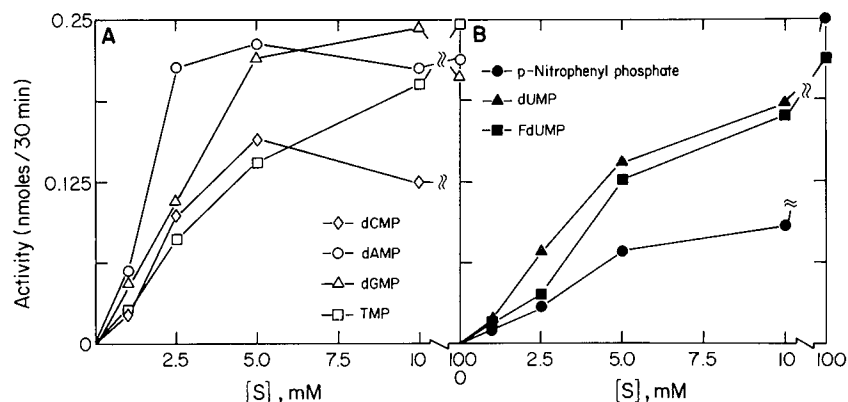 0.25
A
B
p-Nitrophenyl phosphate
dUMP
FdUMP
0.125
Activity (nmoles/30 min)
dCMP
dAMP
dGMP
TMP
0
2.5
5.0
7.5
10
100
0
2.5
5.0
7.5
10
100
[S], mM
[S], mM